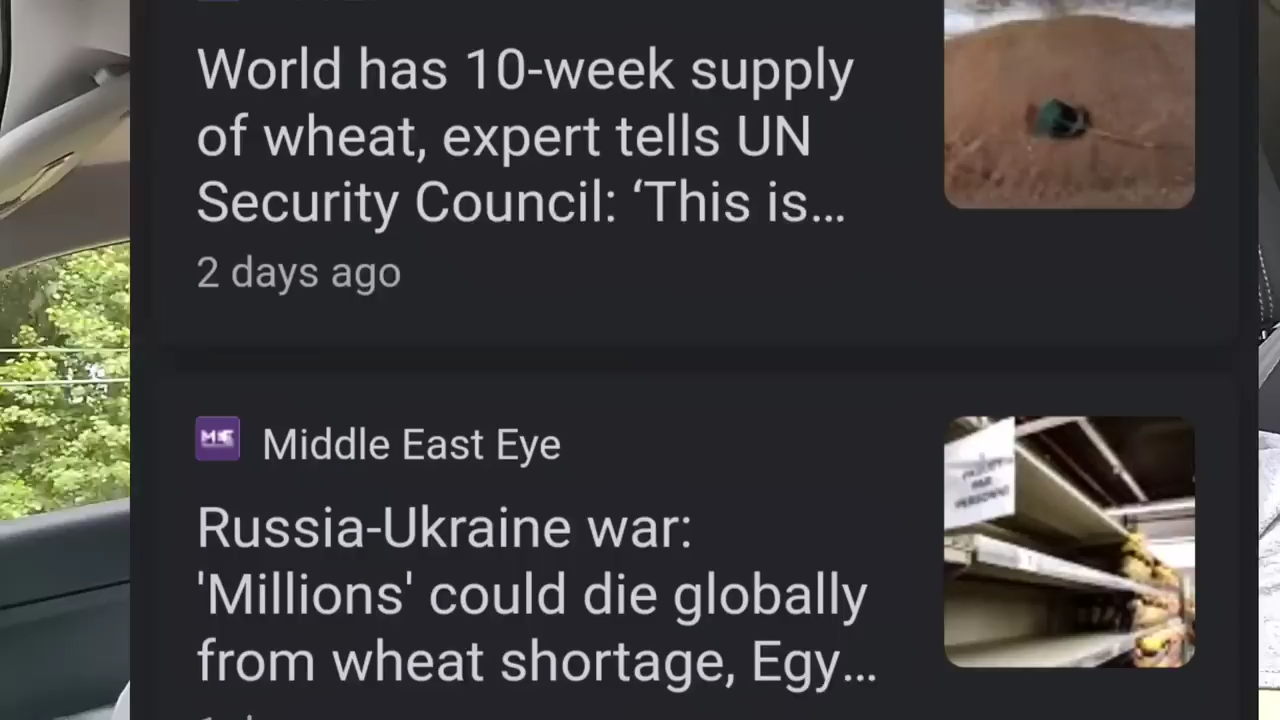 World has 10-week supply
of wheat, expert tells UN
Security Council: ‘This is...
2 days ago
Middle East Eye
Russia-Ukraine war:
'Millions' could die globally
from wheat shortage, Egy...